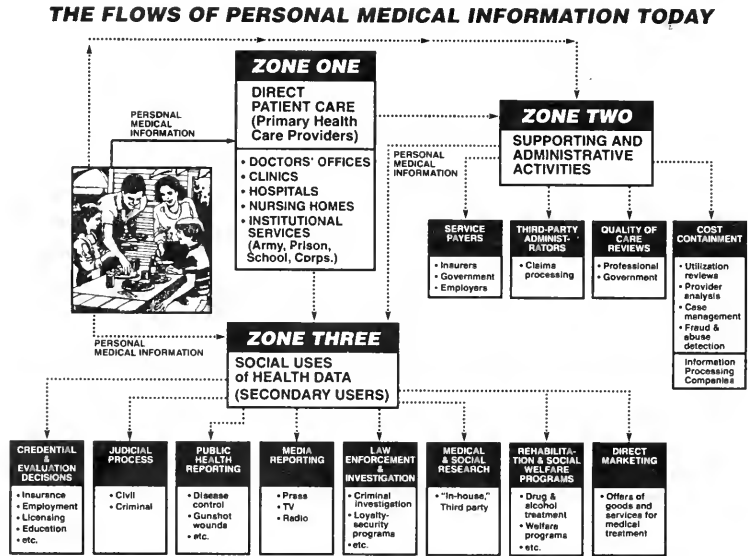 THE FLOWS OF PERSONAL MEDICAL INFORMATION TODAY
ZONE ONE
DIRECT
PATIENT CARE
(Primary Health
Care Providers)
• DOCTORS' OFFICES
• CLINICS
• HOSPITALS
• NURSING HOMES
• INSTITUTIONAL
SERVICES
(Army, Prison,
School, Corps.)
PERSONAL
MEDICAL
INFORMATION
ZONE TWO
SUPPORTING AND
ADMINISTRATIVE
ACTIVITIES
PERSONAL
MEDICAL
INFORMATION
SERVICE
PAYERS
• Insurers
• Government
• Employers
THIRD-PARTY
ADMINIST-
RATORS
• Claims
processing
QUALITY OF
CARE
REVIEWS
• Professional
• Government
COST
CONTAINMENT
• Utilization
reviews
• Provider
analysis
• Case
management
• Fraud &
abuse
detection
Information
Processing
Companies
PERSONAL
MEDICAL INFORMATION
ZONE THREE
SOCIAL USES
of HEALTH DATA
(SECONDARY USERS)
CREDENTIAL
&
EVALUATION
DECISIONS
• Insurance
• Employment
• Licensing
• Education
• etc.
JUDICIAL
PROCESS
• Civil
• Criminal
PUBLIC
HEALTH
REPORTING
• Disease
control
• Gunshot
wounds
• etc.
MEDIA
REPORTING
• Press
• TV
• Radio
LAW
ENFORCEMENT
&
INVESTIGATION
• Criminal
investigation
• Loyalty-
security
programs
• etc.
MEDICAL
& SOCIAL
RESEARCH
• "In-house,"
Third party
REHABILITA-
TION & SOCIAL
WELFARE
PROGRAMS
• Drug &
alcohol
treatment
• Welfare
programs
• etc.
DIRECT
MARKETING
• Offers of
goods and
services for
medical
treatment